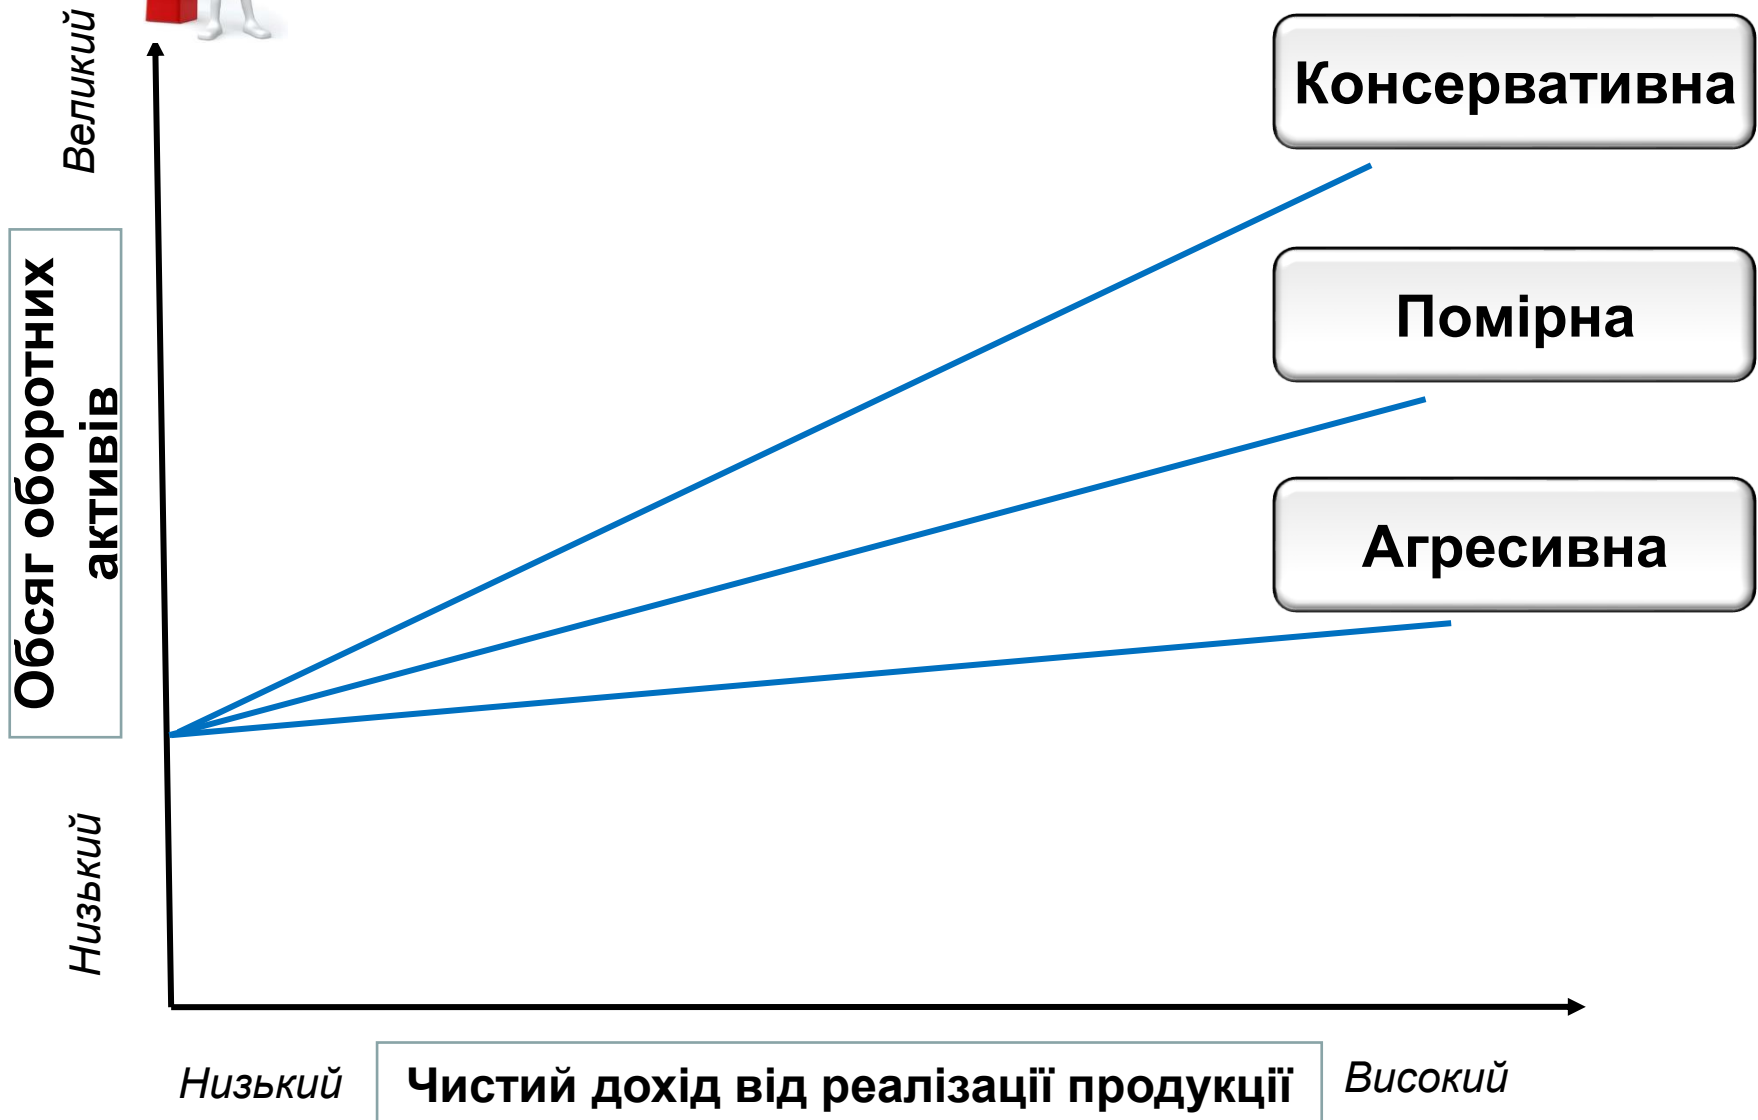 Великий
Консервативна
Помірна
Обсяг оборотних
активів
Агресивна
Низький
Низький
Чистий дохід від реалізації продукції
Високий